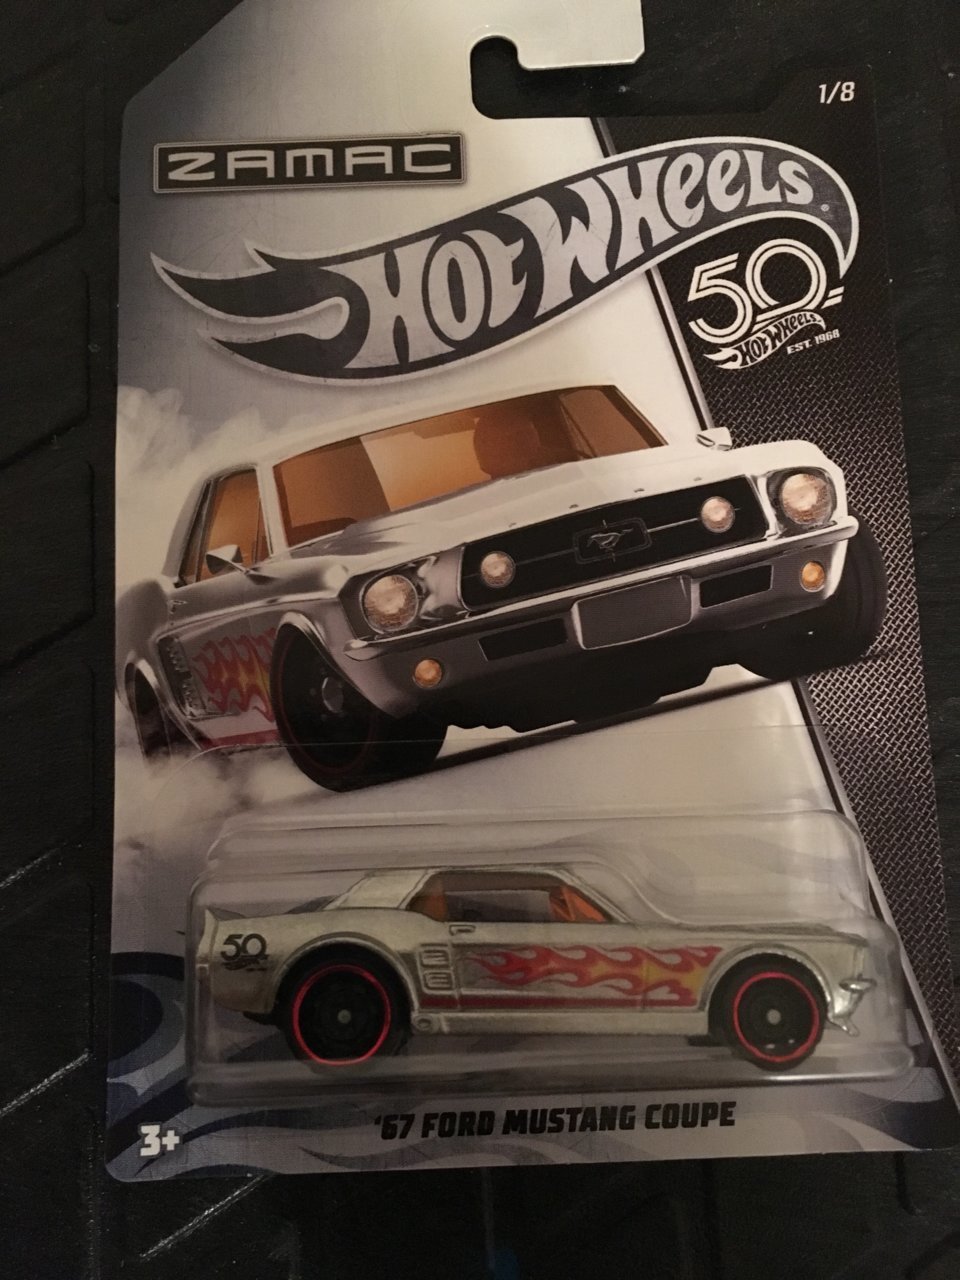 1/8
ZAMAC
HOT WHEELS®
50
HOT WHEELS
EST. 1968
50
'67 FORD MUSTANG COUPE
3+